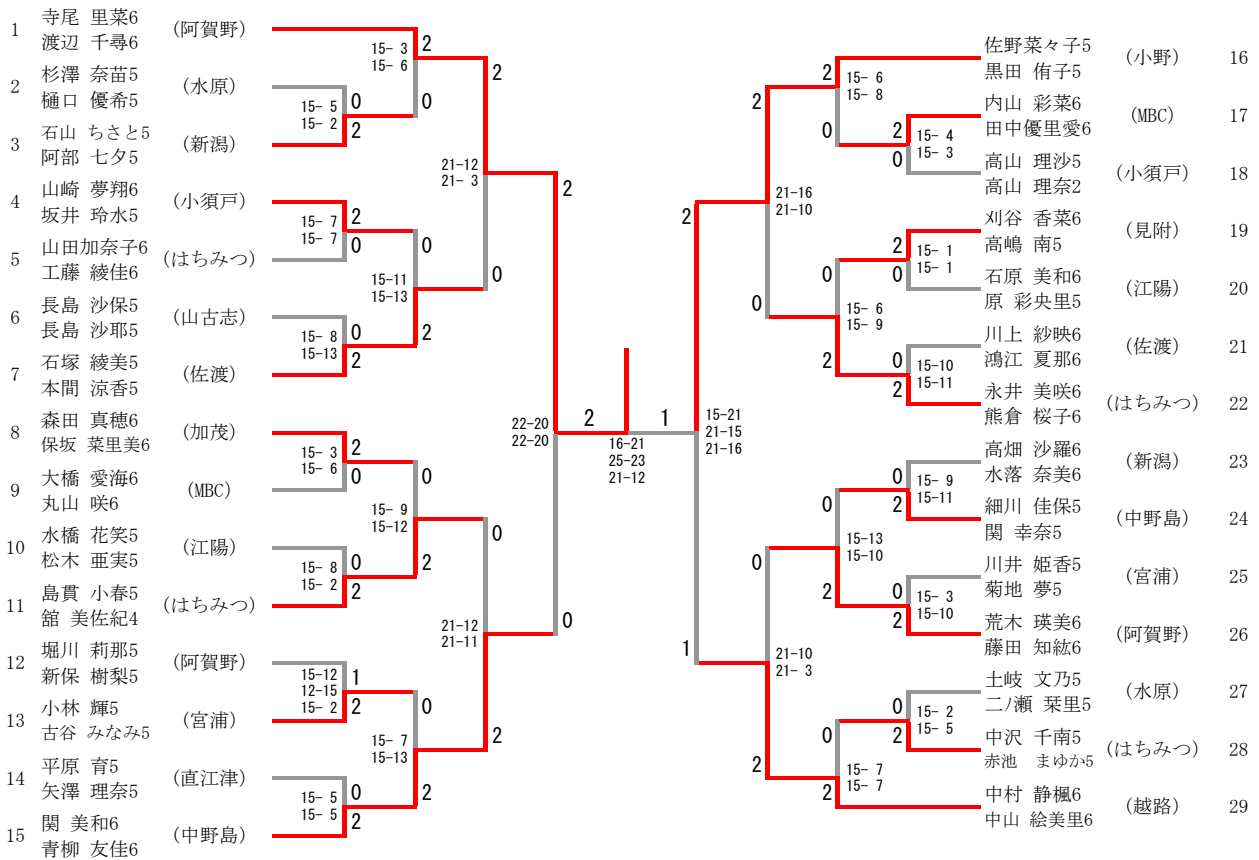 1 寺尾 里菜6 (阿賀野)
渡辺 千尋6
2 杉澤 奈苗5 (水原)
樋口 優希5
3 石山 ちさと5 (新潟)
阿部 七夕5
4 山崎 夢翔6 (小須戸)
坂井 玲水5
5 山田加奈子6 (はちみつ)
工藤 綾佳6
6 長島 沙保5 (山古志)
長島 沙耶5
7 石塚 綾美5 (佐渡)
本間 涼香5
8 森田 真穂6 (加茂)
保坂 菜里美6
9 大橋 愛海6 (MBC)
丸山 咲6
10 水橋 花笑5 (江陽)
松木 亜実5
11 島貫 小春5 (はちみつ)
舘 美佐紀4
12 堀川 莉那5 (阿賀野)
新保 樹梨5
13 小林 輝5 (宮浦)
古谷 みなみ5
14 平原 育5 (直江津)
矢澤 理奈5
15 関 美和6 (中野島)
青柳 友佳6
15- 5
15- 2
0
2
15- 7
15- 7
2
0
15- 8
15-13
0
2
15- 3
15- 6
2
0
15- 8
15- 2
0
2
15-12
12-15
15- 2
1
2
15- 5
15- 5
0
2
15- 3
15- 6
2
0
15-11
15-13
0
2
15- 9
15-12
0
2
15- 7
15-13
0
2
21-12
21- 3
2
0
21-12
21-11
0
2
22-20
22-20
2
0
2
1
16-21
25-23
21-12
15-21
21-15
21-16
2
1
21-16
21-10
2
0
21-10
21- 3
0
2
15- 6
15- 8
2
0
15- 6
15- 9
0
2
15-13
15-10
0
2
15- 7
15- 7
0
2
15- 4
15- 3
2
0
15- 1
15- 1
2
0
15-10
15-11
0
2
15- 9
15-11
0
2
15- 3
15-10
0
2
15- 2
15- 5
0
2
佐野菜々子5 (小野) 16
黒田 侑子5
内山 彩菜6 (MBC) 17
田中優里愛6
高山 理沙5 (小須戸) 18
高山 理奈2
刈谷 香菜6 (見附) 19
高嶋 南5
石原 美和6 (江陽) 20
原 彩央里5
川上 紗映6 (佐渡) 21
鴻江 夏那6
永井 美咲6 (はちみつ) 22
熊倉 桜子6
高畑 沙羅6 (新潟) 23
水落 奈美6
細川 佳保5 (中野島) 24
関 幸奈5
川井 姫香5 (宮浦) 25
菊地 夢5
荒木 瑛美6 (阿賀野) 26
藤田 知紘6
土岐 文乃5 (水原) 27
二ノ瀬 栞里5
中沢 千南5 (はちみつ) 28
赤池 まゆか5
中村 静楓6 (越路) 29
中山 絵美里6